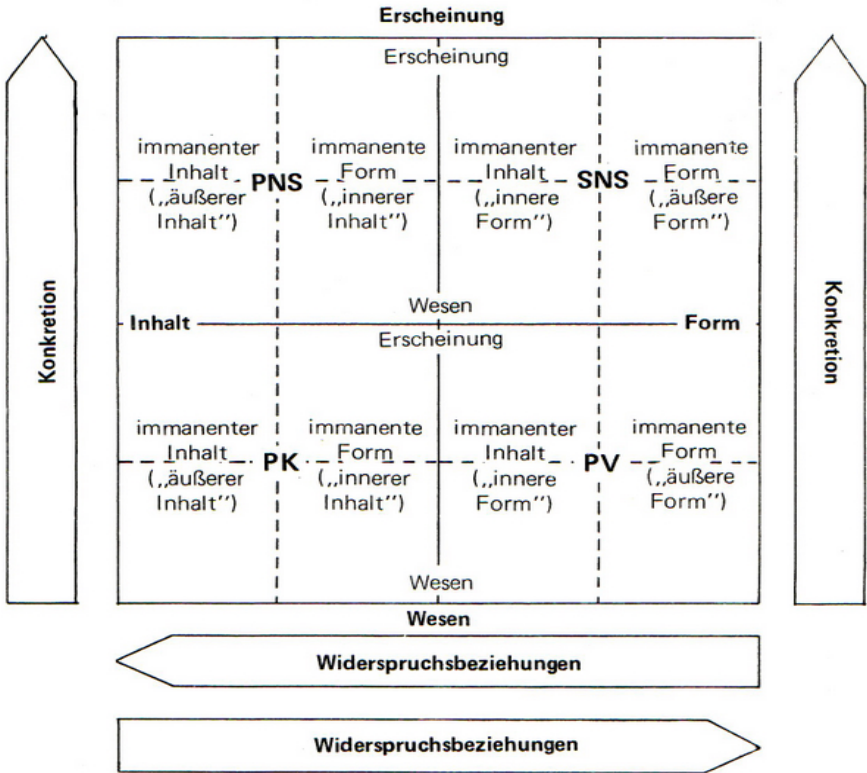 Erscheinung
Erscheinung
immanenter immanente immanenter immanente
Inhalt Form Inhalt Form
PNS SNS
(„äußerer („innerer („innere („äußere
Inhalt”) Inhalt”) Form”) Form”)
Wesen
Inhalt Form
Erscheinung
Konkretion
Konkretion
immanenter immanente immanenter immanente
Inhalt Form Inhalt Form
PK PV
(„äußerer („innerer („innere („äußere
Inhalt”) Inhalt”) Form”) Form”)
Wesen
Wesen
Widerspruchsbeziehungen
Widerspruchsbeziehungen